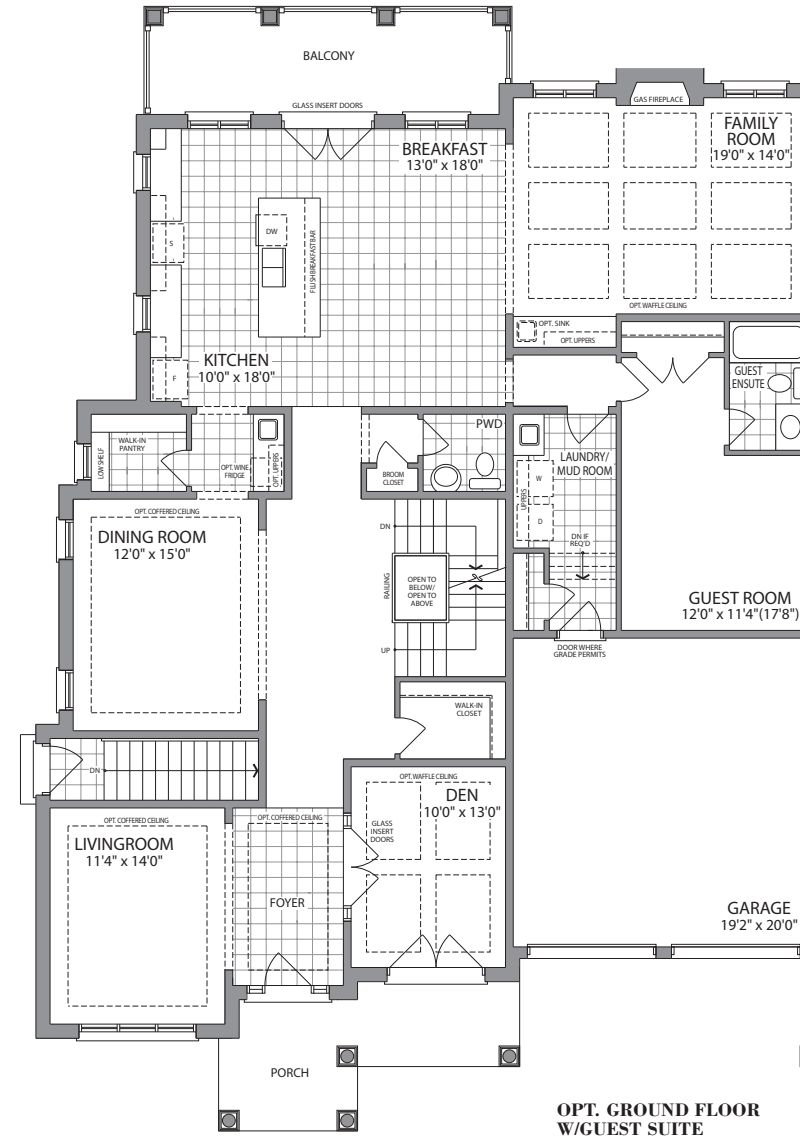 BALCONY
GLASS INSERT DOORS
GAS FIREPLACE
BREAKFAST
13'0" x 18'0"
FAMILY
ROOM
19'0" x 14'0"
DW
S
FLUSH BREAKFAST BAR
OPT. WAFFLE CEILING
OPT. SINK
OPT. UPPERS
KITCHEN
10'0" x 18'0"
F
GUEST
ENSUITE
WALK-IN
PANTRY
LOW SHELF
OPT. WINE
FRIDGE
OPT. UPPERS
BROOM
CLOSET
PWD
LAUNDRY/
MUD ROOM
W
UPPERS
D
DN IF
REQ'D
OPT. COFFERED CEILING
DINING ROOM
12'0" x 15'0"
DN
RAILING
OPEN TO
BELOW/
OPEN TO
ABOVE
UP
GUEST ROOM
12'0" x 11'4"(17'8")
DOOR WHERE
GRADE PERMITS
WALK-IN
CLOSET
DN
OPT. WAFFLE CEILING
DEN
10'0" x 13'0"
GLASS
INSERT
DOORS
OPT. COFFERED CEILING
LIVINGROOM
11'4" x 14'0"
OPT. COFFERED CEILING
FOYER
GARAGE
19'2" x 20'0"
PORCH
OPT. GROUND FLOOR
W/GUEST SUITE